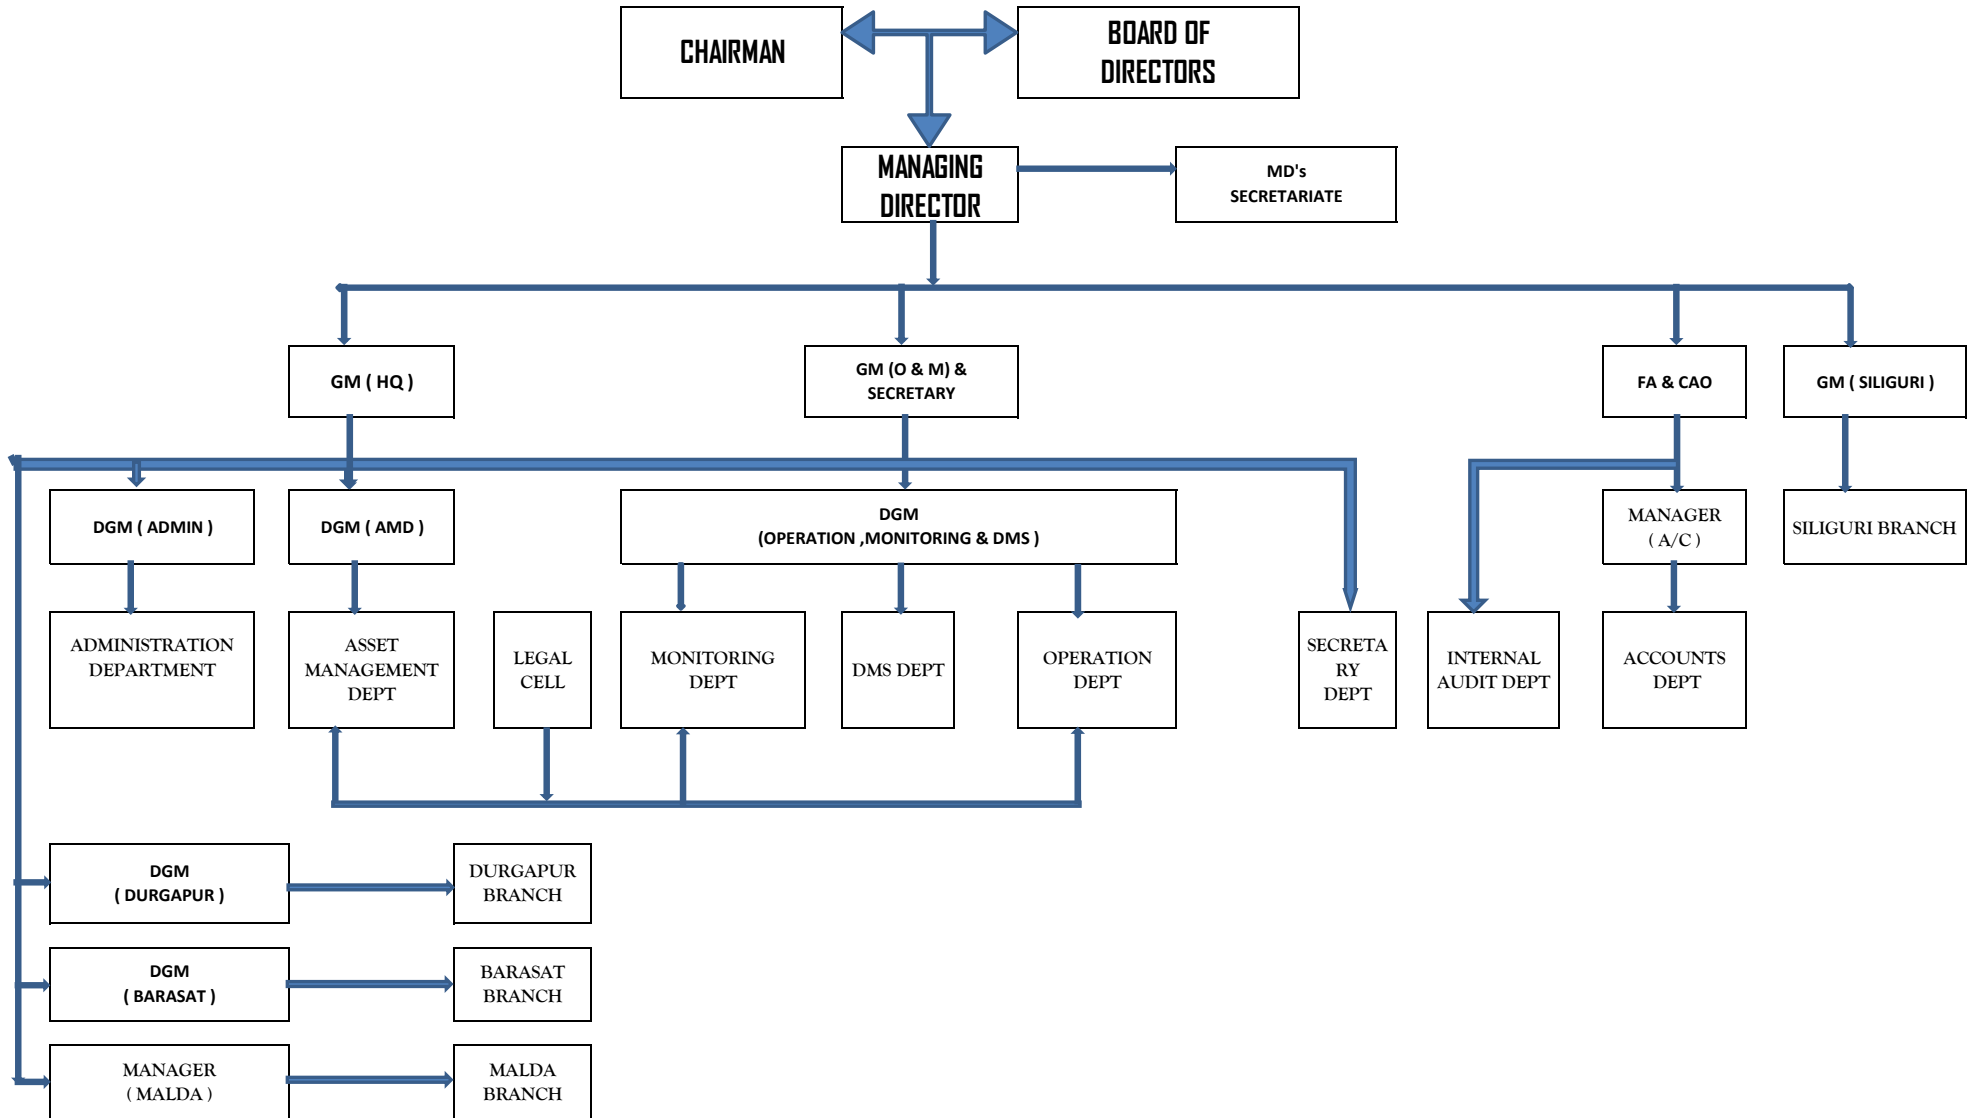 CHAIRMAN
BOARD OF
DIRECTORS
MANAGING
DIRECTOR
MD's
SECRETARIATE
GM ( HQ )
GM (O & M) &
SECRETARY
FA & CAO
GM ( SILIGURI )
DGM ( ADMIN )
DGM ( AMD )
DGM
(OPERATION ,MONITORING & DMS )
MANAGER
( A/C )
SILIGURI BRANCH
ADMINISTRATION
DEPARTMENT
ASSET
MANAGEMENT
DEPT
LEGAL
CELL
MONITORING
DEPT
DMS DEPT
OPERATION
DEPT
SECRETA
RY
DEPT
INTERNAL
AUDIT DEPT
ACCOUNTS
DEPT
DGM
( DURGAPUR )
DURGAPUR
BRANCH
DGM
( BARASAT )
BARASAT
BRANCH
MANAGER
( MALDA )
MALDA
BRANCH